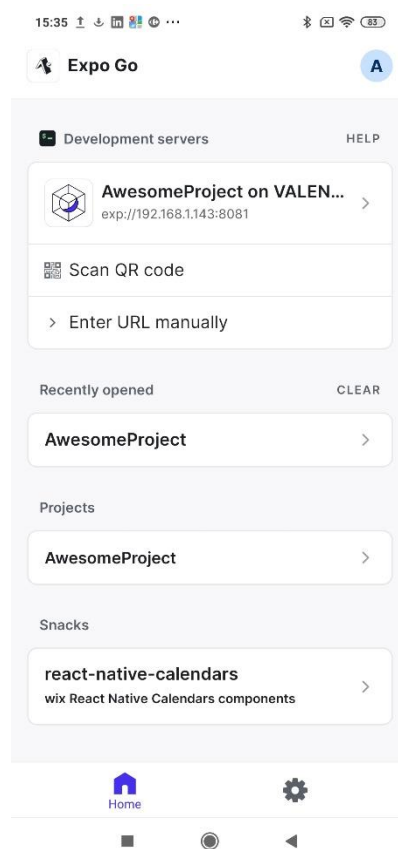 15:35
83
Expo Go
A
Development servers
HELP
AwesomeProject on VALEN...
exp://192.168.1.143:8081
Scan QR code
Enter URL manually
Recently opened
CLEAR
AwesomeProject
Projects
AwesomeProject
Snacks
react-native-calendars
wix React Native Calendars components
Home